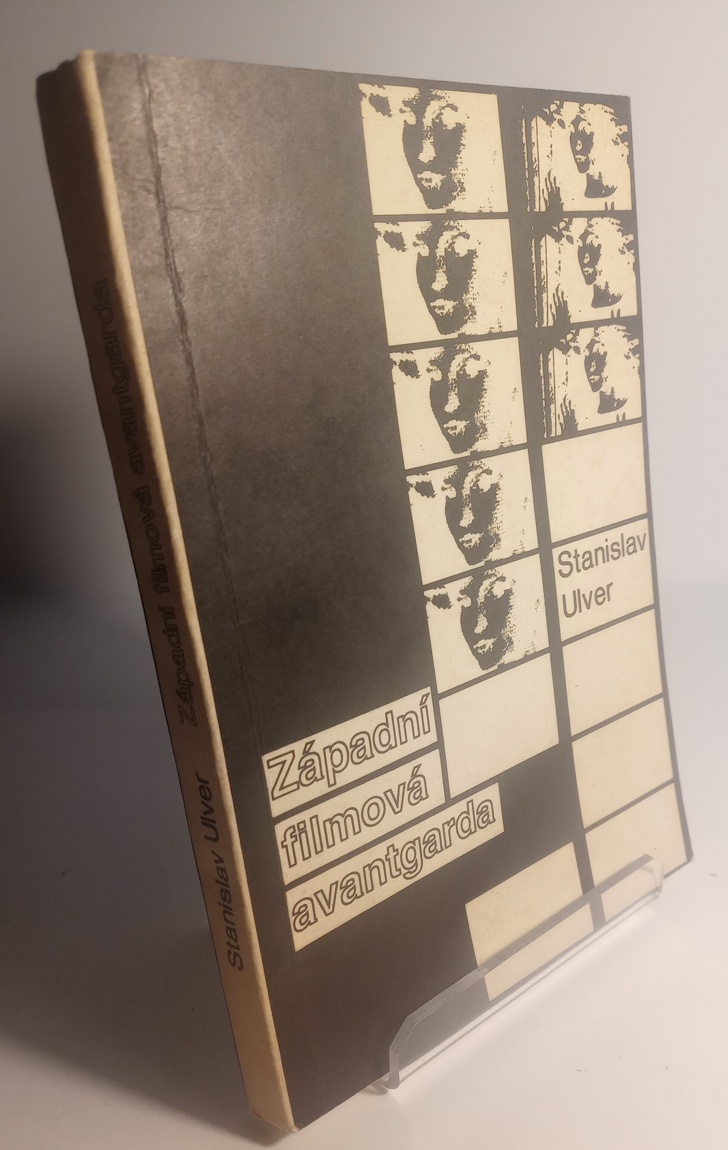 Stanislav
Ulver
Západní
filmová
avantgarda
Stanislav Ulver Západní filmová avantgarda